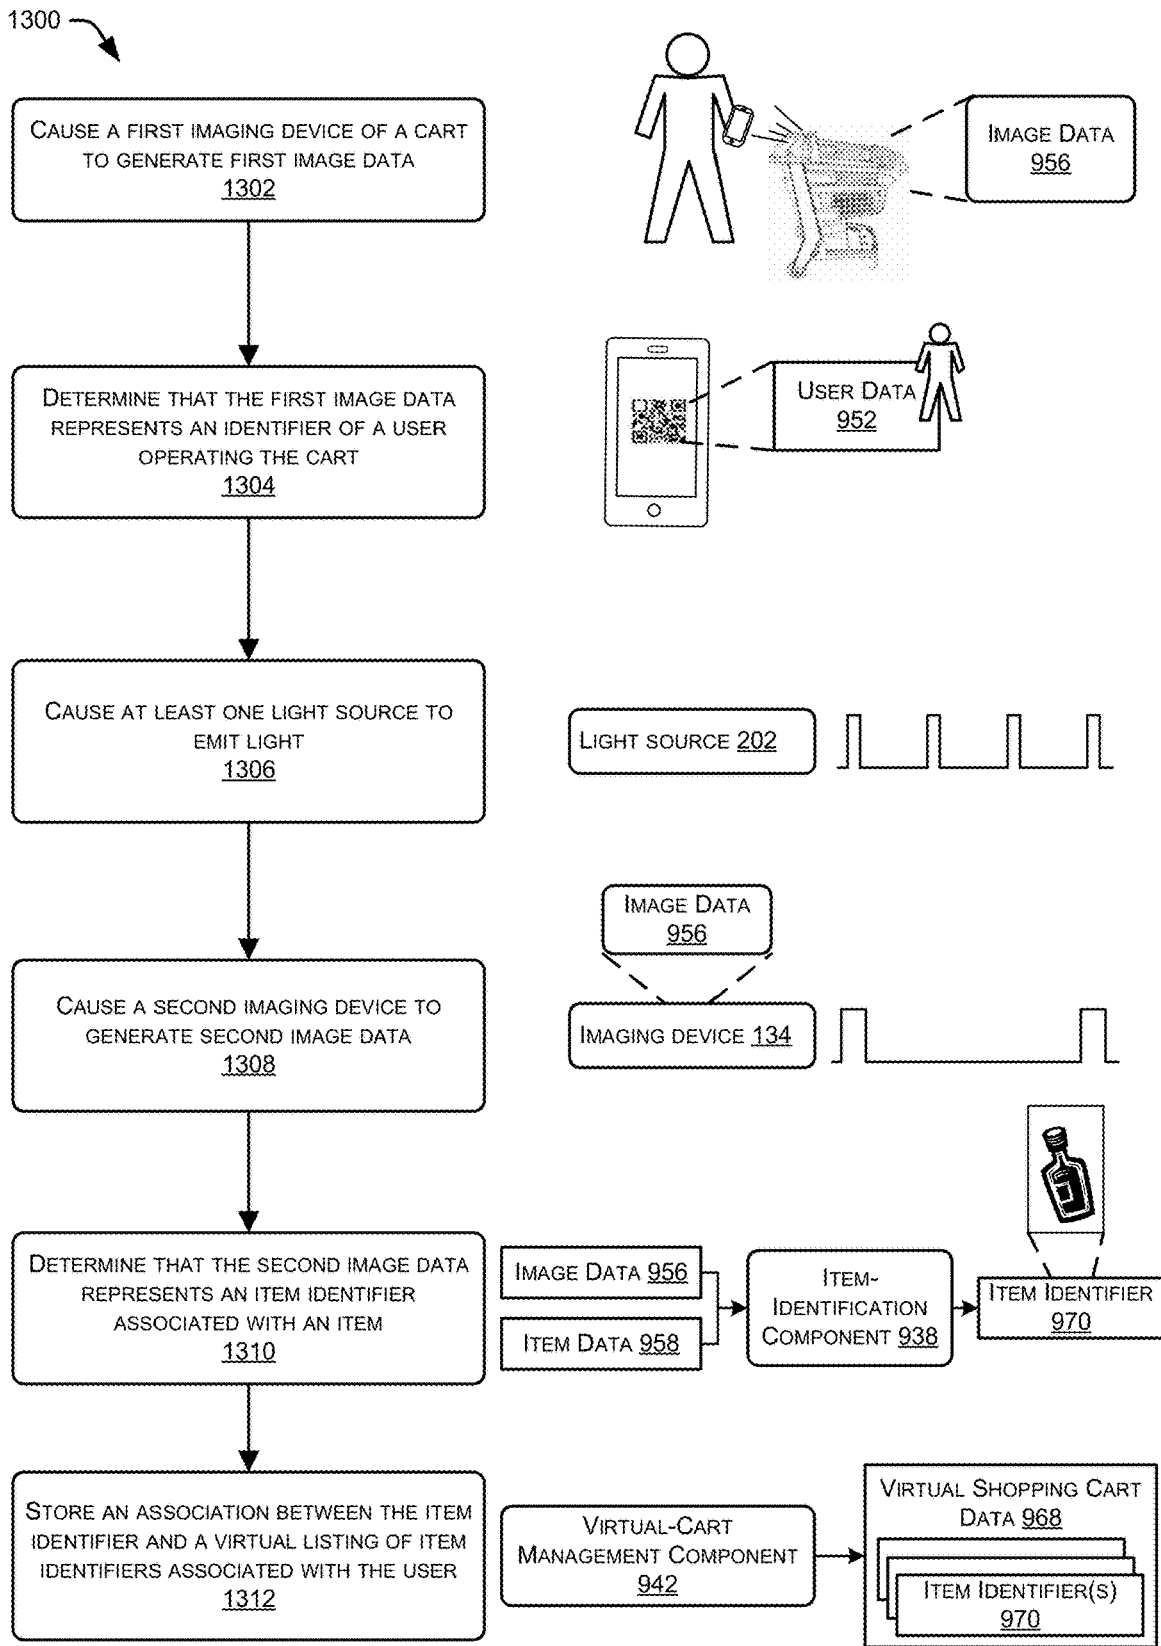 1300
CAUSE A FIRST IMAGING DEVICE OF A CART
TO GENERATE FIRST IMAGE DATA
1302
IMAGE DATA
956
DETERMINE THAT THE FIRST IMAGE DATA
REPRESENTS AN IDENTIFIER OF A USER
OPERATING THE CART
1304
USER DATA
952
CAUSE AT LEAST ONE LIGHT SOURCE TO
EMIT LIGHT
1306
LIGHT SOURCE 202
CAUSE A SECOND IMAGING DEVICE TO
GENERATE SECOND IMAGE DATA
1308
IMAGE DATA
956
IMAGING DEVICE 134
DETERMINE THAT THE SECOND IMAGE DATA
REPRESENTS AN ITEM IDENTIFIER
ASSOCIATED WITH AN ITEM
1310
IMAGE DATA 956
ITEM DATA 958
ITEM-
IDENTIFICATION
COMPONENT 938
ITEM IDENTIFIER
970
STORE AN ASSOCIATION BETWEEN THE ITEM
IDENTIFIER AND A VIRTUAL LISTING OF ITEM
IDENTIFIERS ASSOCIATED WITH THE USER
1312
VIRTUAL-CART
MANAGEMENT COMPONENT
942
VIRTUAL SHOPPING CART
DATA 968
ITEM IDENTIFIER(S)
970